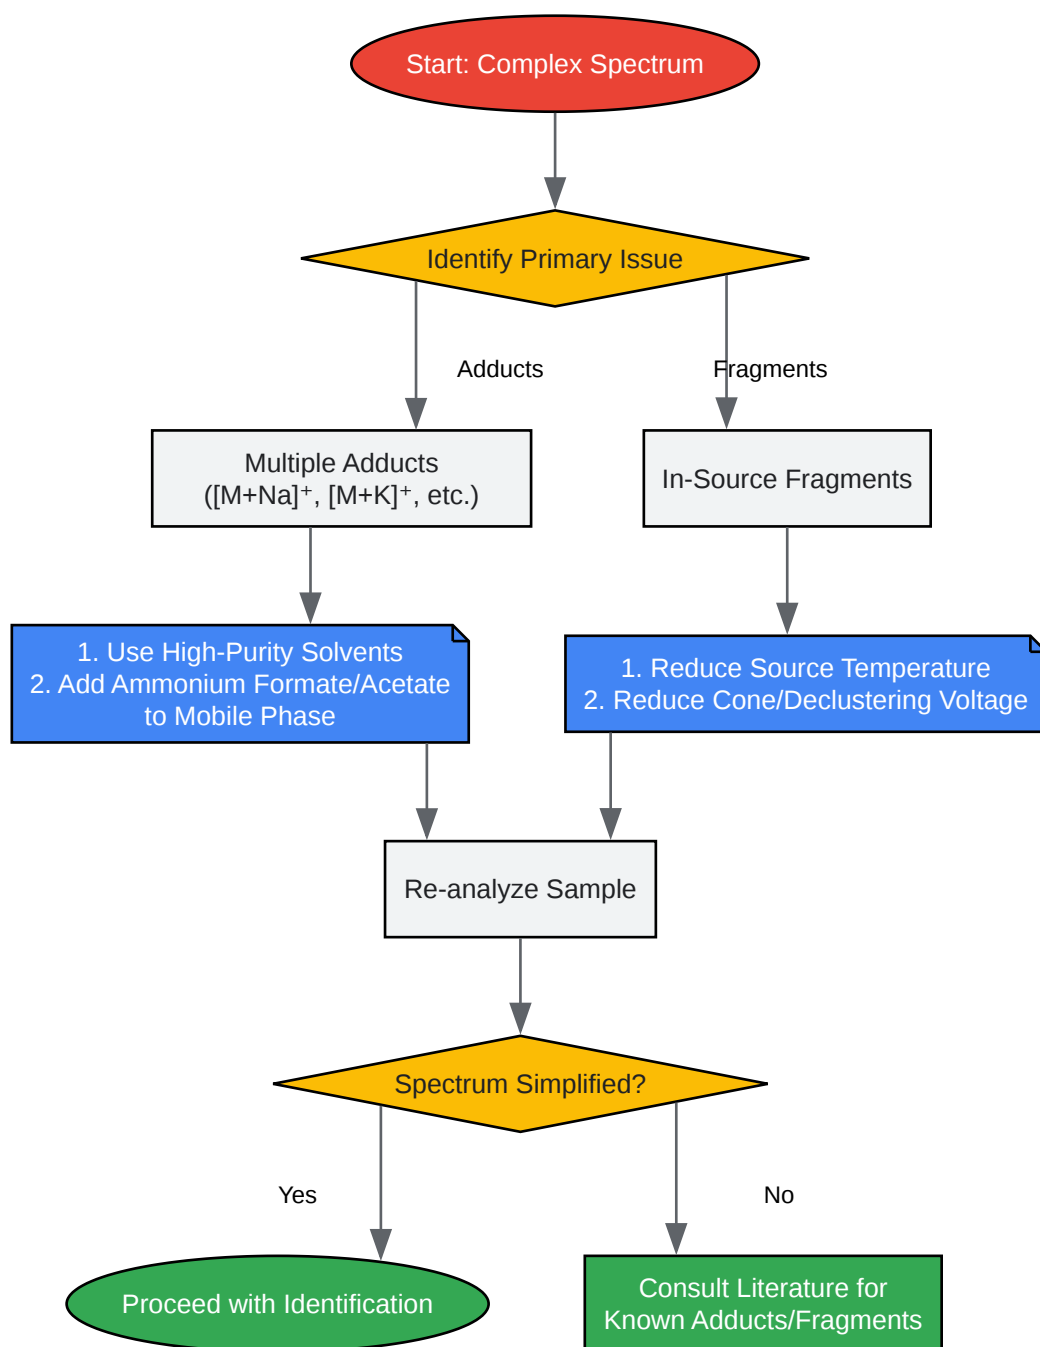 Start: Complex Spectrum
Identify Primary Issue
Adducts
Fragments
Multiple Adducts
([M+Na]⁺, [M+K]⁺, etc.)
In-Source Fragments
1. Use High-Purity Solvents
2. Add Ammonium Formate/Acetate
to Mobile Phase
1. Reduce Source Temperature
2. Reduce Cone/Declustering Voltage
Re-analyze Sample
Spectrum Simplified?
Yes
No
Proceed with Identification
Consult Literature for
Known Adducts/Fragments